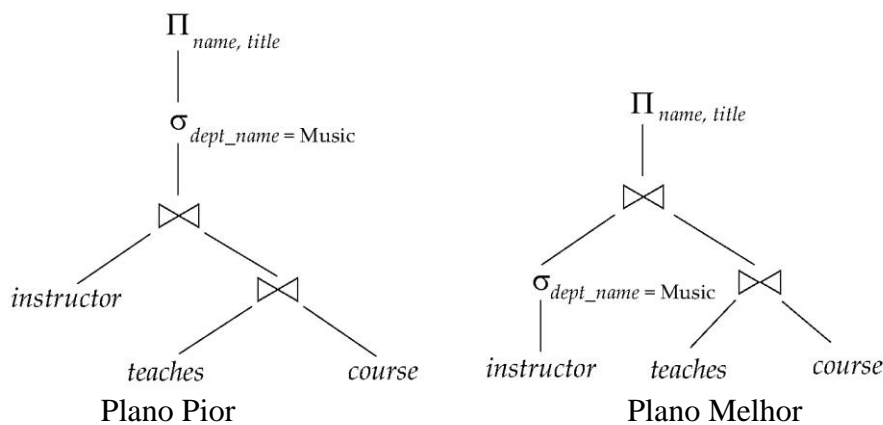 Π name, title
σ dept_name = Music
⋈
instructor
⋈
teaches
course
Plano Pior
Π name, title
⋈
σ dept_name = Music
⋈
instructor
teaches
course
Plano Melhor